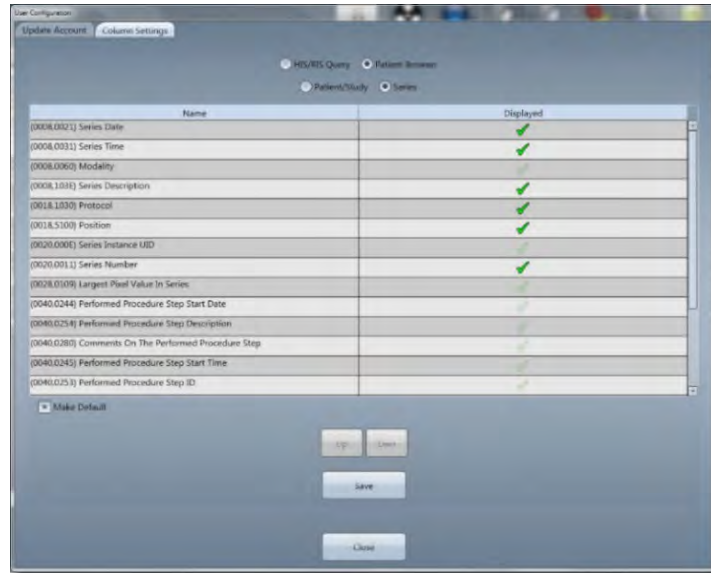 User Configuration
Update Account Column Settings
HIS/RIS Query Patient Browser
Patient/Study Series
Name Displayed
(0008,0021) Series Date
(0008,0031) Series Time
(0008,0060) Modality
(0008,103E) Series Description
(0018,1030) Protocol
(0018,5100) Position
(0020,000E) Series Instance UID
(0020,0011) Series Number
(0028,0109) Largest Pixel Value In Series
(0040,0244) Performed Procedure Step Start Date
(0040,0254) Performed Procedure Step Description
(0040,0280) Comments On The Performed Procedure Step
(0040,0245) Performed Procedure Step Start Time
(0040,0253) Performed Procedure Step ID
Make Default
Up Down
Save
Close